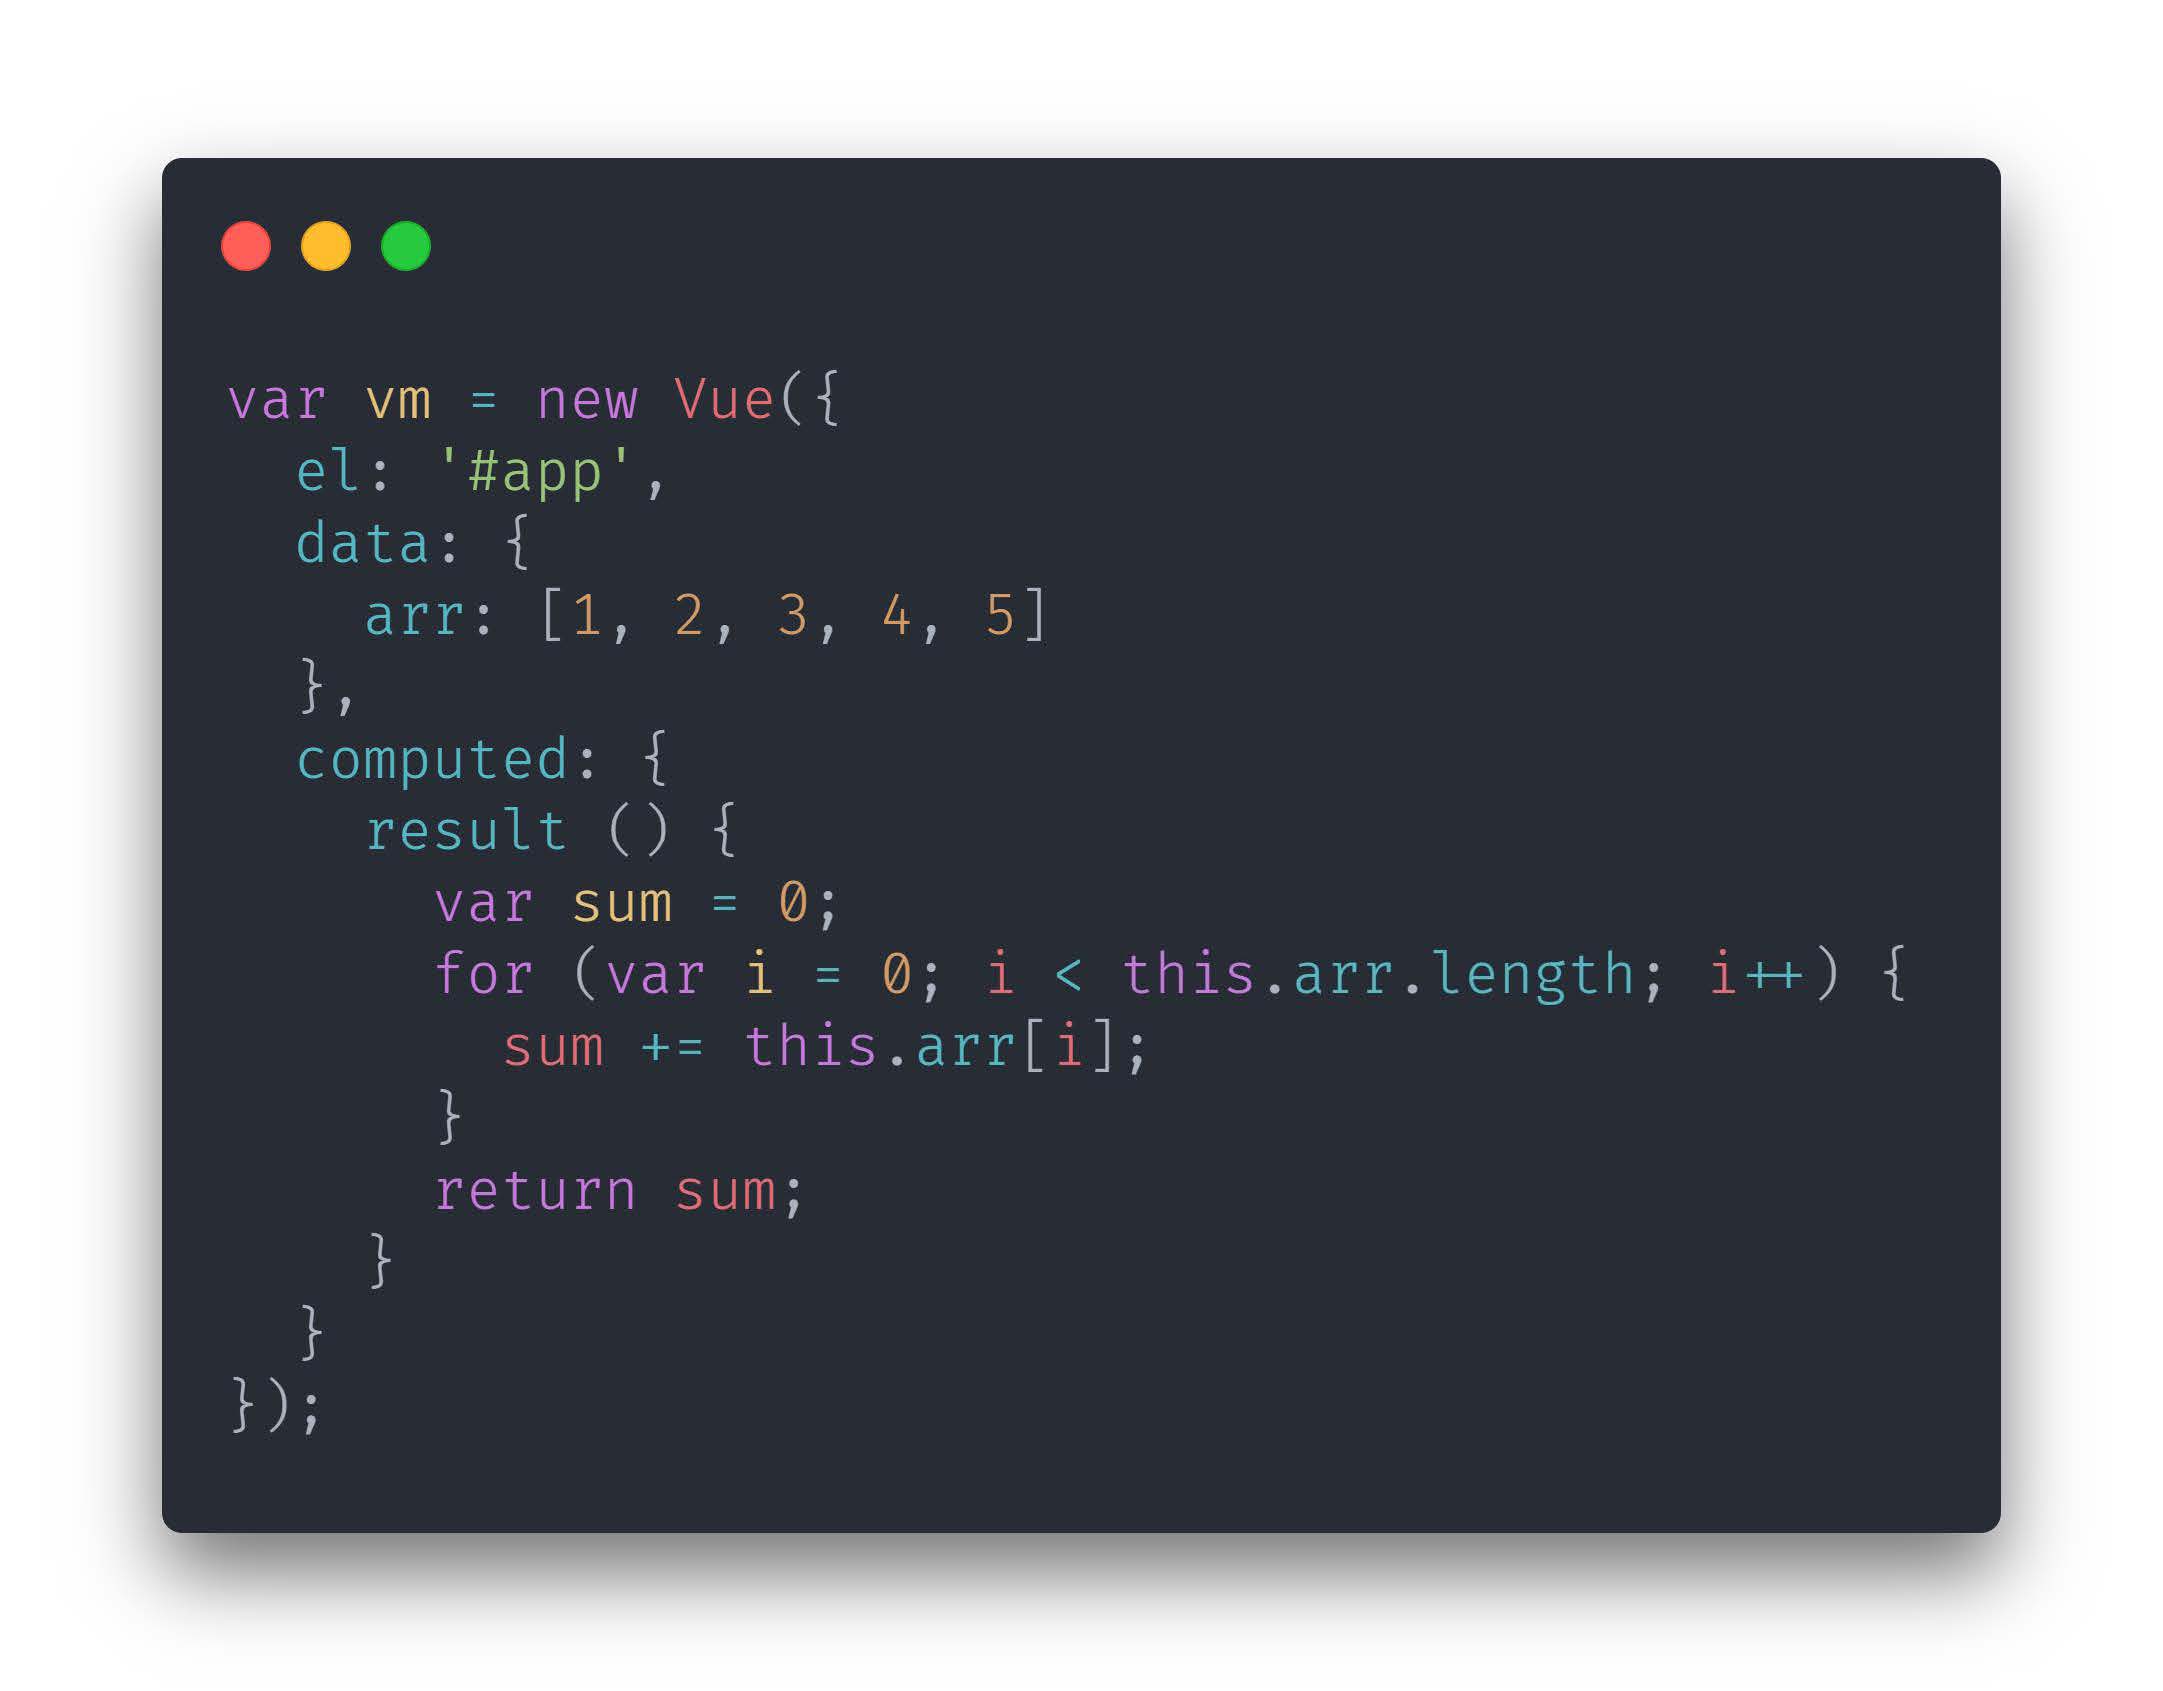 var vm = new Vue({
  el: '#app',
  data: {
    arr: [1, 2, 3, 4, 5]
  },
  computed: {
    result () {
      var sum = 0;
      for (var i = 0; i < this.arr.length; i++) {
        sum += this.arr[i];
      }
      return sum;
    }
  }
});